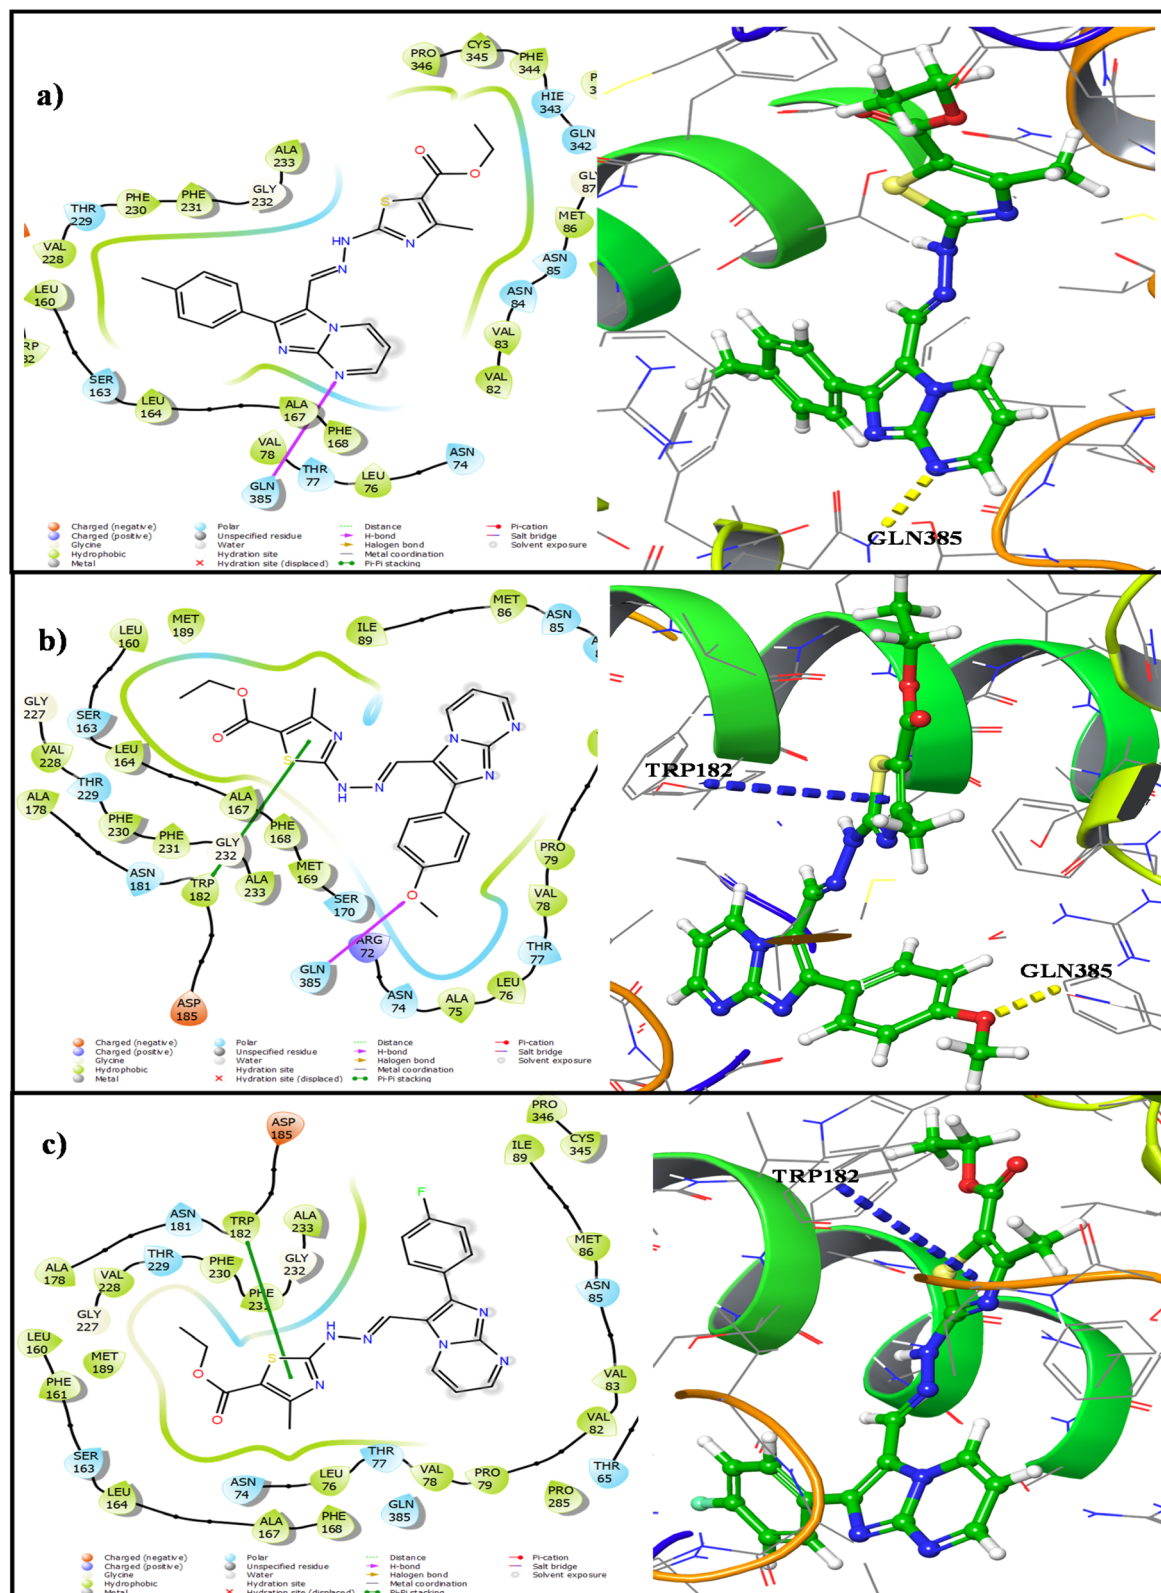 a)
PRO
346
CYS
345
PHE
344
P
3
HIE
343
GLN
342
GLY
87
MET
86
ASN
85
ASN
84
VAL
83
VAL
82
ALA
233
GLY
232
PHE
231
PHE
230
THR
229
VAL
228
LEU
160
RP
82
SER
163
LEU
164
ALA
167
PHE
168
VAL
78
THR
77
LEU
76
ASN
74
GLN
385
O
O
S
N
HN
N
N
N
N
GLN385
Charged (negative)
Charged (positive)
Glycine
Hydrophobic
Metal
Polar
Unspecified residue
Water
Hydration site
Hydration site (displaced)
Distance
H-bond
Halogen bond
Metal coordination
Pi-Pi stacking
Pi-cation
Salt bridge
Solvent exposure
b)
LEU
160
MET
189
ILE
89
MET
86
ASN
85
GLY
227
SER
163
VAL
228
LEU
164
THR
229
ALA
178
PHE
230
PHE
231
GLY
232
ALA
167
PHE
168
MET
169
SER
170
ASN
181
TRP
182
ALA
233
ASP
185
GLN
385
ARG
72
ASN
74
ALA
75
LEU
76
THR
77
VAL
78
PRO
79
O
O
S
N
N
H
N
N
N
N
O
TRP182
GLN385
Charged (negative)
Charged (positive)
Glycine
Hydrophobic
Metal
Polar
Unspecified residue
Water
Hydration site
Hydration site (displaced)
Distance
H-bond
Halogen bond
Metal coordination
Pi-Pi stacking
Pi-cation
Salt bridge
Solvent exposure
c)
ASP
185
ASN
181
TRP
182
ALA
233
GLY
232
PHE
231
PHE
230
THR
229
ALA
178
VAL
228
GLY
227
LEU
160
MET
189
PHE
161
SER
163
LEU
164
ALA
167
PHE
168
ASN
74
LEU
76
THR
77
GLN
385
VAL
78
PRO
79
PRO
285
THR
65
VAL
82
VAL
83
ASN
85
MET
86
ILE
89
PRO
346
CYS
345
F
H
N
N
N
N
N
S
N
O
O
TRP182
Charged (negative)
Charged (positive)
Glycine
Hydrophobic
Metal
Polar
Unspecified residue
Water
Hydration site
Hydration site (displaced)
Distance
H-bond
Halogen bond
Metal coordination
Pi-Pi stacking
Pi-cation
Salt bridge
Solvent exposure